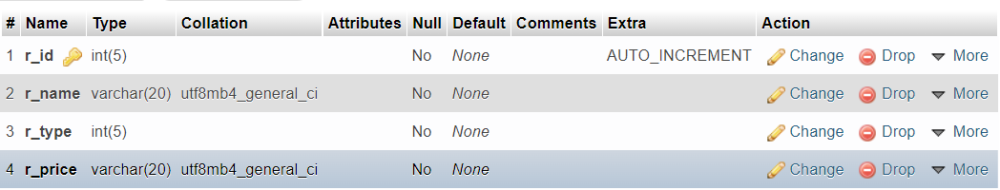 # Name Type Collation Attributes Null Default Comments Extra Action
1 r_id int(5) No None AUTO_INCREMENT Change Drop More
2 r_name varchar(20) utf8mb4_general_ci No None Change Drop More
3 r_type int(5) No None Change Drop More
4 r_price varchar(20) utf8mb4_general_ci No None Change Drop More